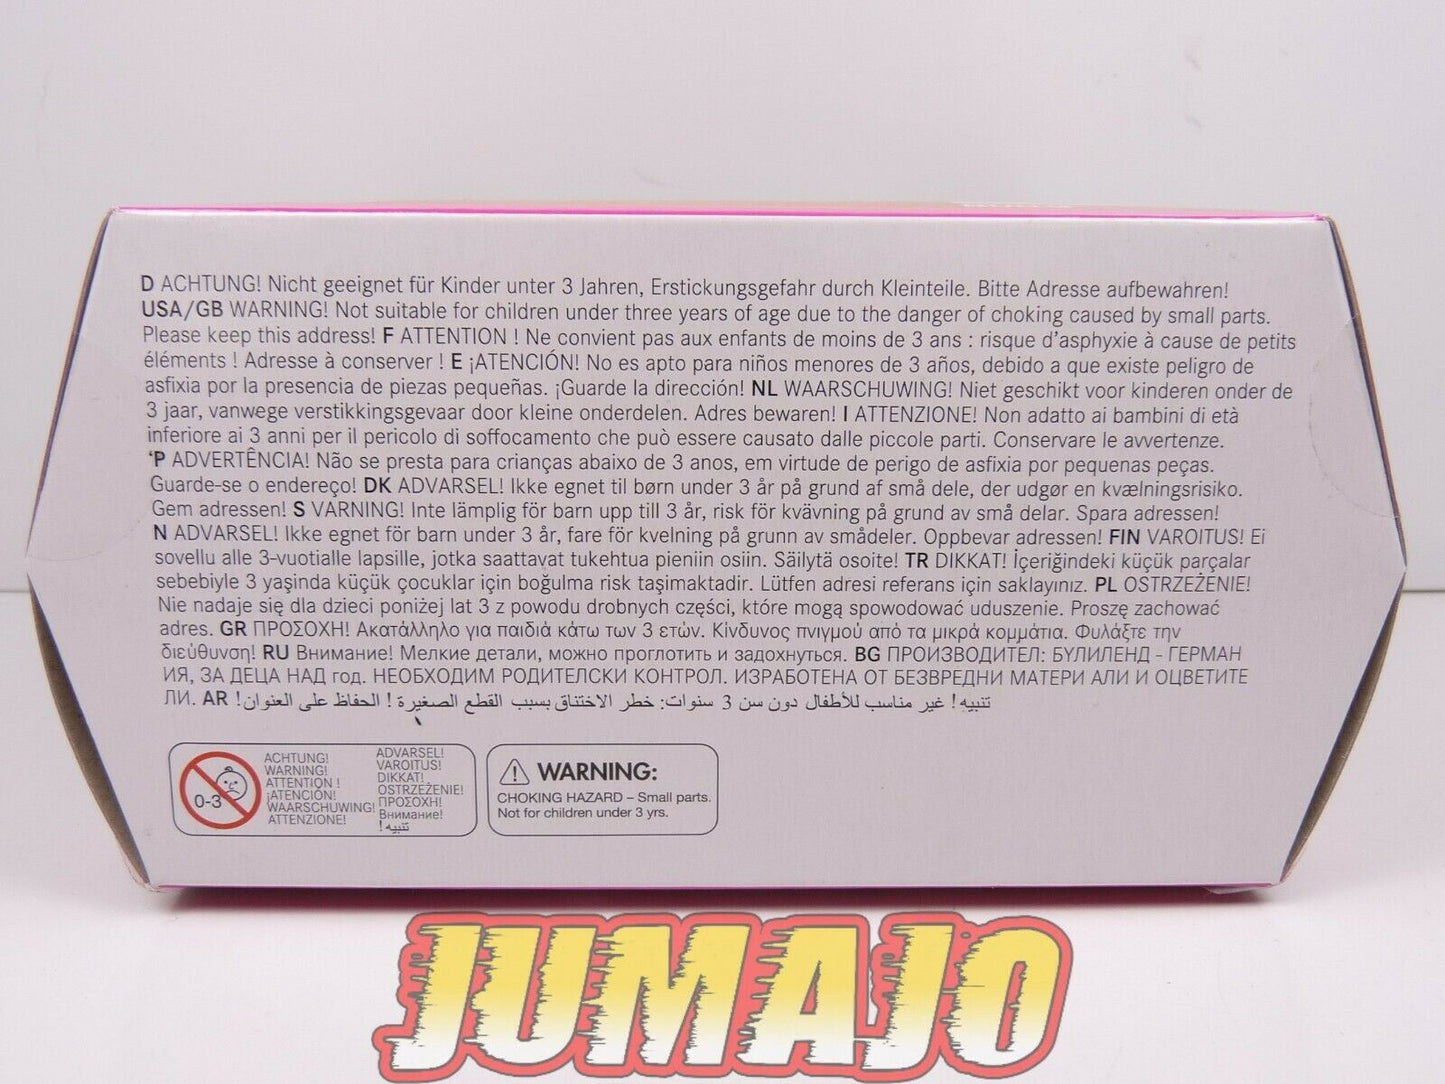 D ACHTUNG! Nicht geeignet für Kinder unter 3 Jahren, Erstickungsgefahr durch Kleinteile. Bitte Adresse aufbewahren!
USA/GB WARNING! Not suitable for children under three years of age due to the danger of choking caused by small parts.
Please keep this address! F ATTENTION ! Ne convient pas aux enfants de moins de 3 ans : risque d'asphyxie à cause de petits
éléments ! Adresse à conserver ! E ¡ATENCIÓN! No es apto para niños menores de 3 años, debido a que existe peligro de
asfixia por la presencia de piezas pequeñas. ¡Guarde la dirección! NL WAARSCHUWING! Niet geschikt voor kinderen onder de
3 jaar, vanwege verstikkingsgevaar door kleine onderdelen. Adres bewaren! I ATTENZIONE! Non adatto ai bambini di età
inferiore ai 3 anni per il pericolo di soffocamento che può essere causato dalle piccole parti. Conservare le avvertenze.
P ADVERTÊNCIA! Não se presta para crianças abaixo de 3 anos, em virtude de perigo de asfixia por pequenas peças.
Guarde-se o endereço! DK ADVARSEL! Ikke egnet til børn under 3 år på grund af små dele, der udgør en kvælningsrisiko.
Gem adressen! S VARNING! Inte lämplig för barn upp till 3 år, risk för kvävning på grund av små delar. Spara adressen!
N ADVARSEL! Ikke egnet för barn under 3 år, fare för kvelning på grunn av smådeler. Oppbevar adressen! FIN VAROITUS! Ei
sovellu alle 3-vuotialle lapsille, jotka saattavat tukehtua pieniin osiin. Säilytä osoite! TR DIKKAT! İçeriğindeki küçük parçalar
sebebiyle 3 yaşinda küçük çocuklar için boğulma risk taşimaktadir. Lütfen adresi referans için saklayınız. PL OSTRZEŻENIE!
Nie nadaje się dla dzieci poniżej lat 3 z powodu drobnych części, które mogą spowodować uduszenie. Proszę zachować
adres. GR ΠΡΟΣΟΧΗ! Ακατάλληλο για παιδιά κάτω των 3 ετών. Κίνδυνος πνιγμού από τα μικρά κομμάτια. Φυλάξτε την
διεύθυνση! RU Внимание! Мелкие детали, можно проглотить и задохнуться. BG ПРОИЗВОДИТЕЛ: БУЛИЛЕНД - ГЕРМАН
ИЯ, ЗА ДЕЦА НАД год. НЕОБХОДИМ РОДИТЕЛСКИ КОНТРОЛ. ИЗРАБОТЕНА ОТ БЕЗВРЕДНИ МАТЕРИ АЛИ И ОЦВЕТИТЕ
ЛИ. AR تنبيه! غير مناسب للأطفال دون سن 3 سنوات: خطر الاختناق بسبب القطع الصغيرة ! الحفاظ على العنوان!
0-3
ACHTUNG!
WARNING!
ATTENTION !
¡ATENCIÓN!
WAARSCHUWING!
ATTENZIONE!
ADVARSEL!
VAROITUS!
DIKKAT!
OSTRZEŻENIE!
ΠΡΟΣΟΧΗ!
Внимание!
تنبيه!
WARNING:
CHOKING HAZARD – Small parts.
Not for children under 3 yrs.
JUMAJO